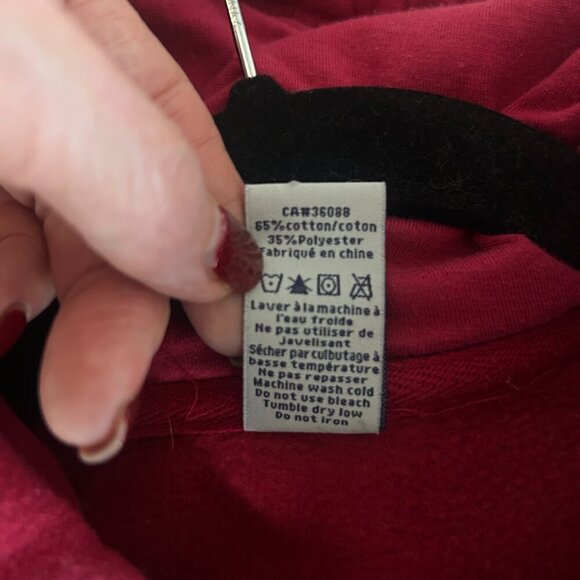 CA#36088
65%cotton/coton
35%Polyester
fabriqué en chine
Laver à la machine à
l'eau froide
Ne pas utiliser de
Javelisant
Sécher par culbutage à
basse température
Ne pas repasser
Machine wash cold
Do not use bleach
Tumble dry low
Do not iron